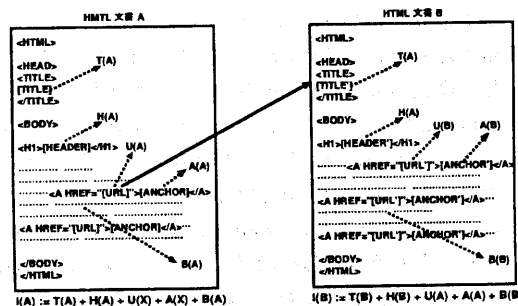 HMTL 文書 A
<HTML>
<HEAD>
T(A)
<TITLE>
[TITLE]
</TITLE>
<BODY>
H(A)
<H1>[HEADER]</H1>
U(A)
A(A)
<A HREF="[URL]">[ANCHOR]</A>
<A HREF="[URL]">[ANCHOR]</A>
B(A)
</BODY>
</HTML>
I(A) := T(A) + H(A) + U(X) + A(X) + B(A)
HTML 文書 B
<HTML>
<HEAD>
T(A)
<TITLE>
[TITLE']
</TITLE>
<BODY>
H(A)
<H1>[HEADER']</H1>
U(B)
A(B)
<A HREF="[URL']">[ANCHOR']</A>
<A HREF="[URL']">[ANCHOR']</A>
<A HREF="[URL']">[ANCHOR']</A>
B(B)
</BODY>
</HTML>
I(B) := T(B) + H(B) + U(A) + A(A) + B(B